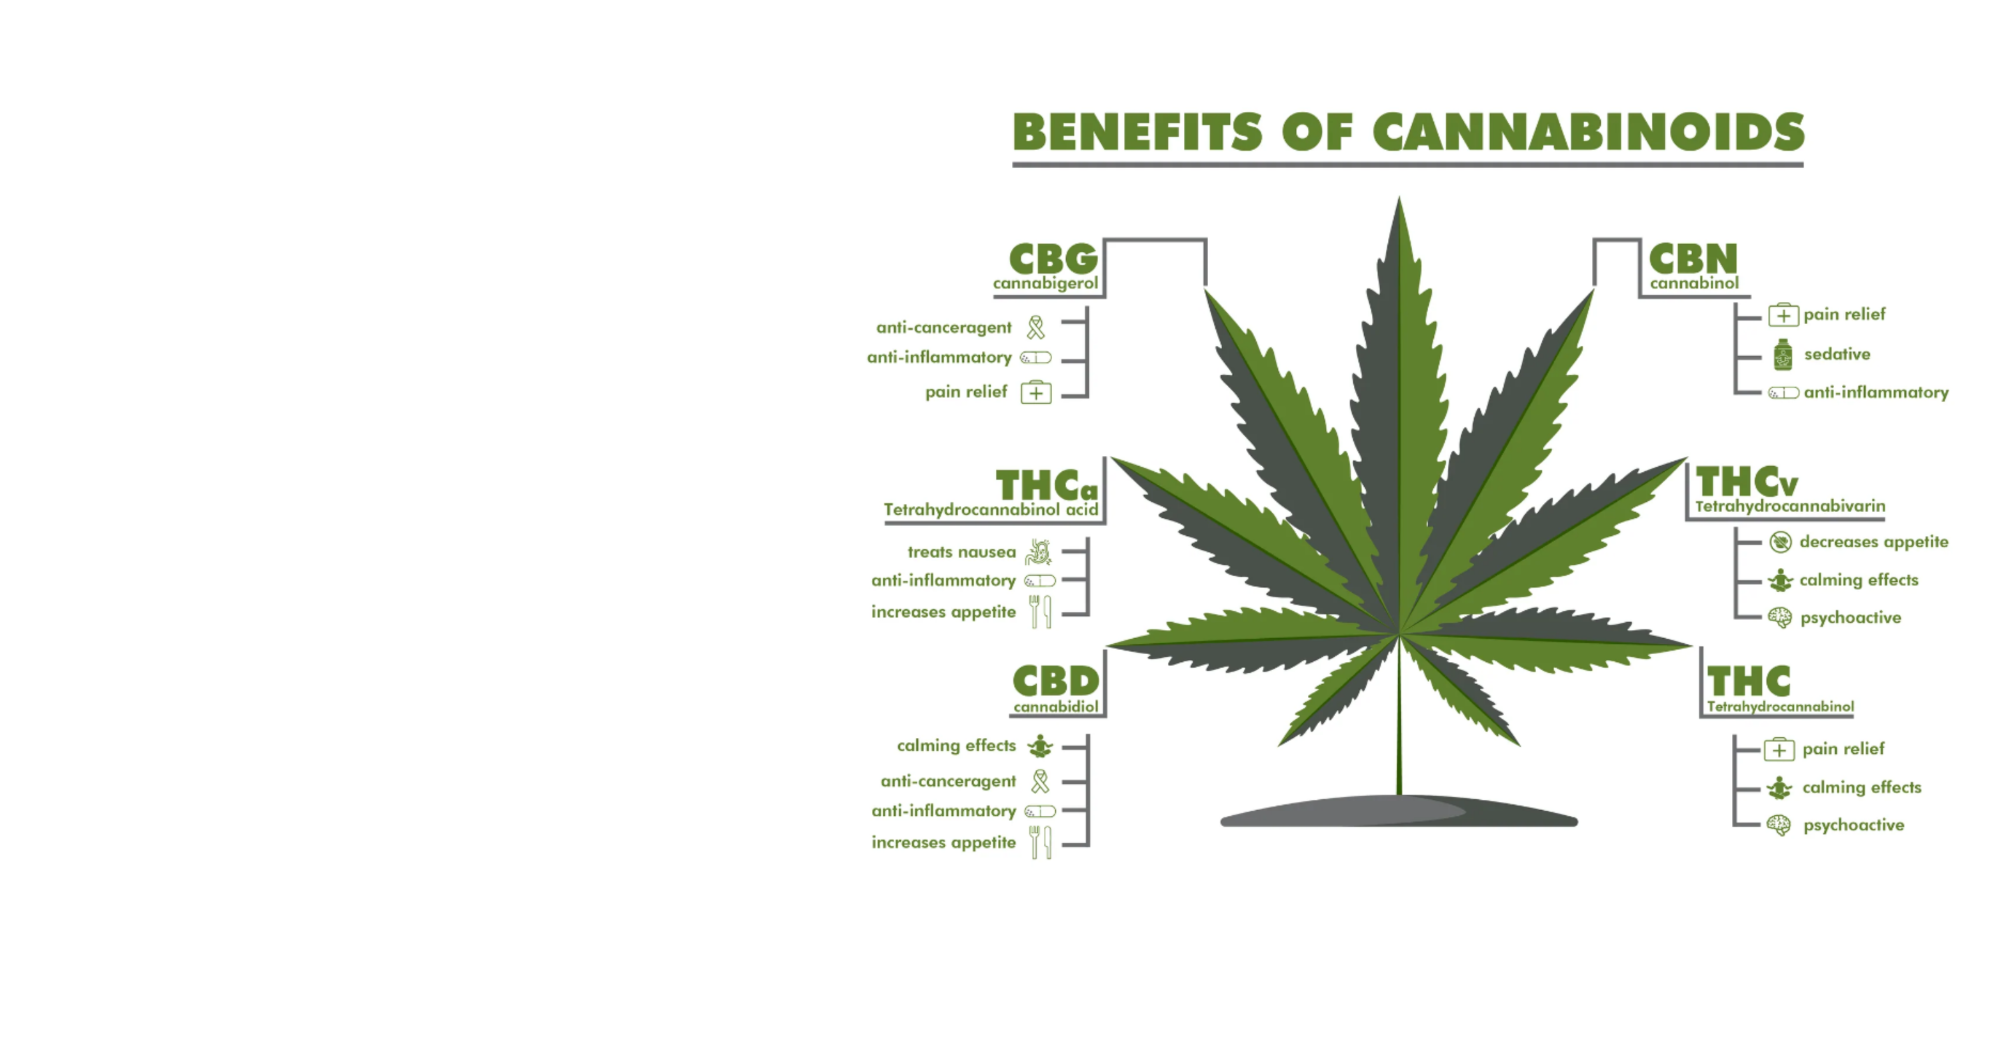 BENEFITS OF CANNABINOIDS
CBG
cannabigerol
anti-canceragent
anti-inflammatory
pain relief
THCa
Tetrahydrocannabinol acid
treats nausea
anti-inflammatory
increases appetite
CBD
cannabidiol
calming effects
anti-canceragent
anti-inflammatory
increases appetite
CBN
cannabinol
pain relief
sedative
anti-inflammatory
THCv
Tetrahydrocannabivarin
decreases appetite
calming effects
psychoactive
THC
Tetrahydrocannabinol
pain relief
calming effects
psychoactive